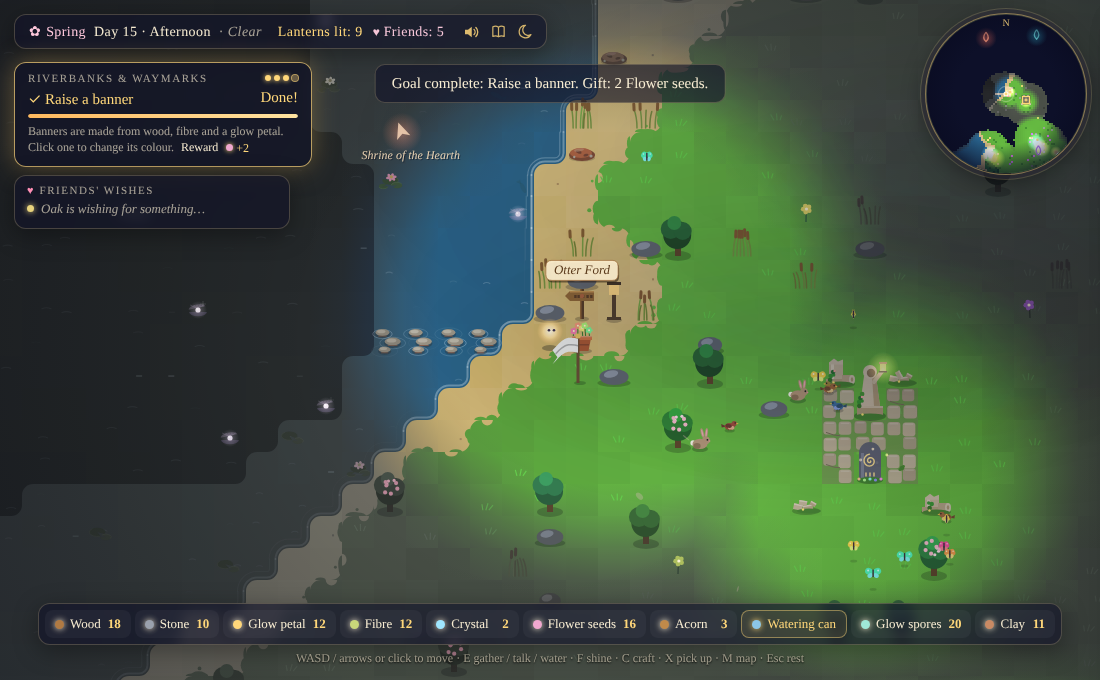 Spring Day 15 · Afternoon · Clear Lanterns lit: 9 ♥ Friends: 5
N
RIVERBANKS & WAYMARKS
✓ Raise a banner Done!
Banners are made from wood, fibre and a glow petal.
Click one to change its colour. Reward +2
Goal complete: Raise a banner. Gift: 2 Flower seeds.
Shrine of the Hearth
♥ FRIENDS' WISHES
Oak is wishing for something…
Otter Ford
Wood 18 Stone 10 Glow petal 12 Fibre 12 Crystal 2 Flower seeds 16 Acorn 3 Watering can Glow spores 20 Clay 11
WASD / arrows or click to move · E gather / talk / water · F shine · C craft · X pick up · M map · Esc rest